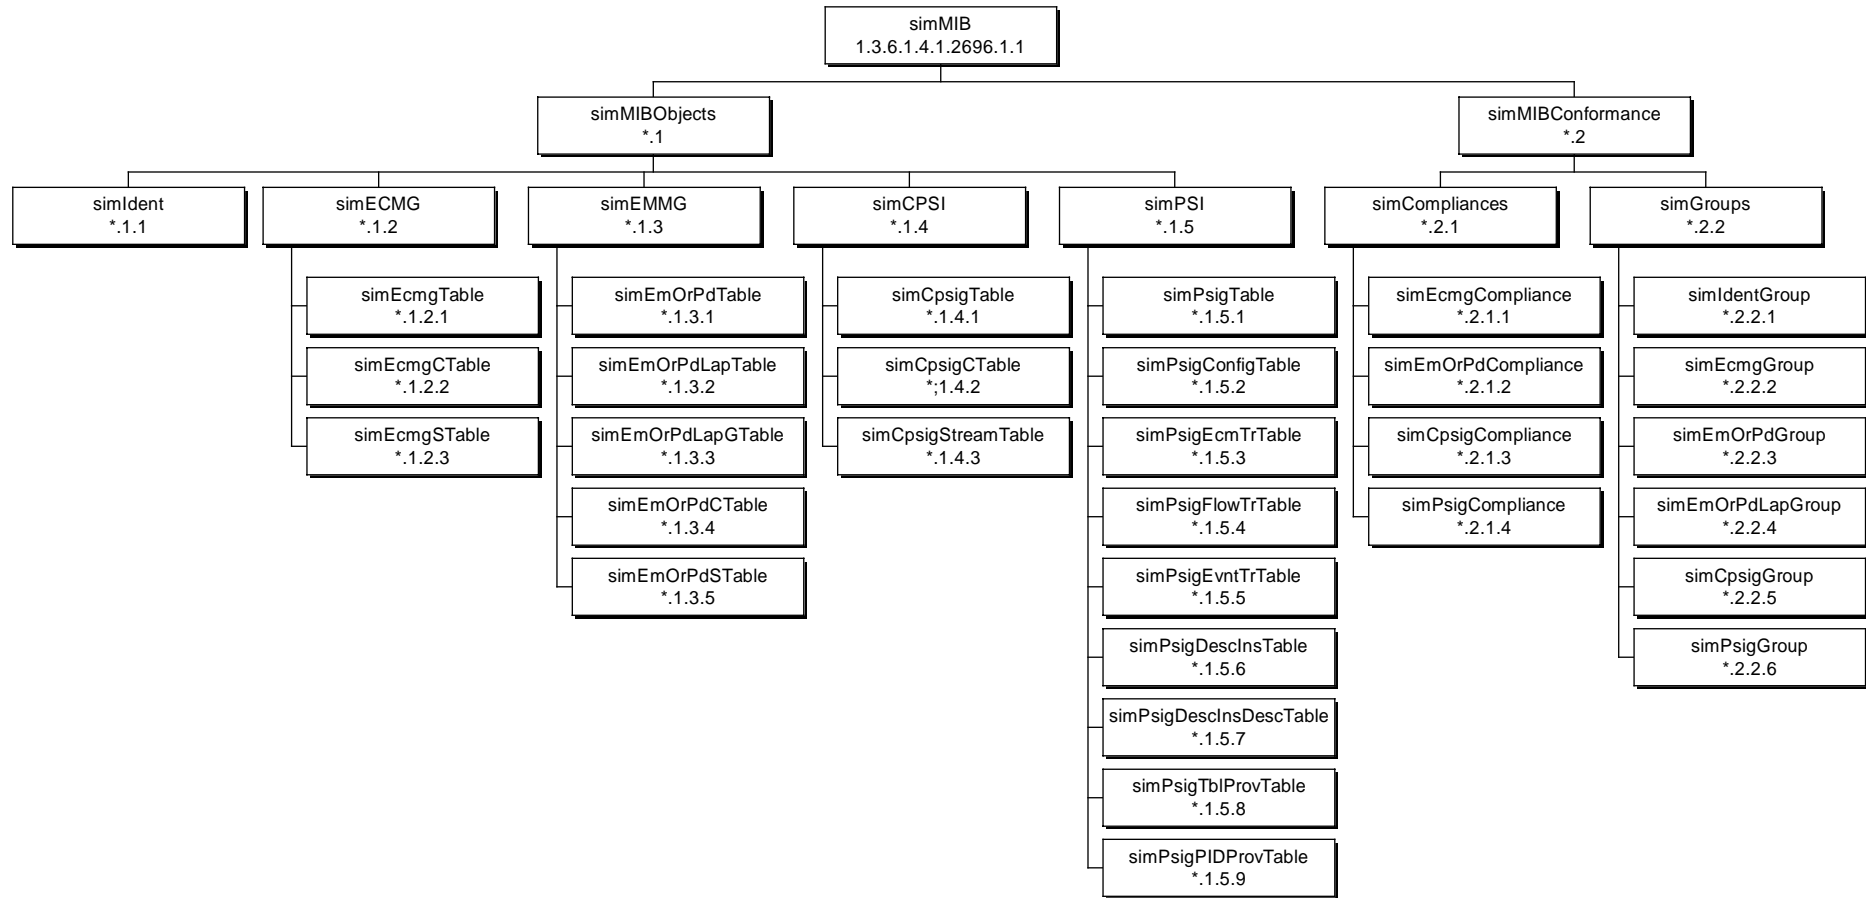 simMIB
1.3.6.1.4.1.2696.1.1
simMIBObjects
*.1
simMIBConformance
*.2
simIdent
*.1.1
simECMG
*.1.2
simEMMG
*.1.3
simCPSI
*.1.4
simPSI
*.1.5
simCompliances
*.2.1
simGroups
*.2.2
simEcmgTable
*.1.2.1
simEcmgCTable
*.1.2.2
simEcmgSTable
*.1.2.3
simEmOrPdTable
*.1.3.1
simEmOrPdLapTable
*.1.3.2
simEmOrPdLapGTable
*.1.3.3
simEmOrPdCTable
*.1.3.4
simEmOrPdSTable
*.1.3.5
simCpsigTable
*.1.4.1
simCpsigCTable
*;1.4.2
simCpsigStreamTable
*.1.4.3
simPsigTable
*.1.5.1
simPsigConfigTable
*.1.5.2
simPsigEcmTrTable
*.1.5.3
simPsigFlowTrTable
*.1.5.4
simPsigEvntTrTable
*.1.5.5
simPsigDescInsTable
*.1.5.6
simPsigDescInsDescTable
*.1.5.7
simPsigTblProvTable
*.1.5.8
simPsigPIDProvTable
*.1.5.9
simEcmgCompliance
*.2.1.1
simEmOrPdCompliance
*.2.1.2
simCpsigCompliance
*.2.1.3
simPsigCompliance
*.2.1.4
simIdentGroup
*.2.2.1
simEcmgGroup
*.2.2.2
simEmOrPdGroup
*.2.2.3
simEmOrPdLapGroup
*.2.2.4
simCpsigGroup
*.2.2.5
simPsigGroup
*.2.2.6